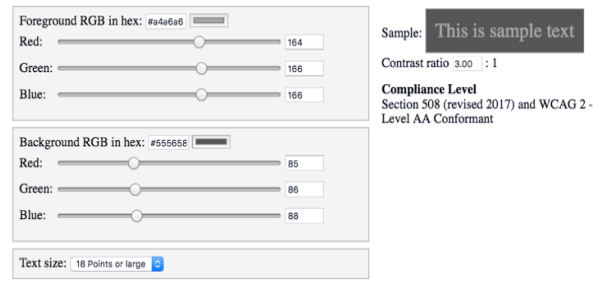 Foreground RGB in hex: #a4a6a6
Red: 164
Green: 166
Blue: 166
Background RGB in hex: #555658
Red: 85
Green: 86
Blue: 88
Text size: 18 Points or large
Sample: This is sample text
Contrast ratio 3.00 : 1
Compliance Level
Section 508 (revised 2017) and WCAG 2 -
Level AA Conformant